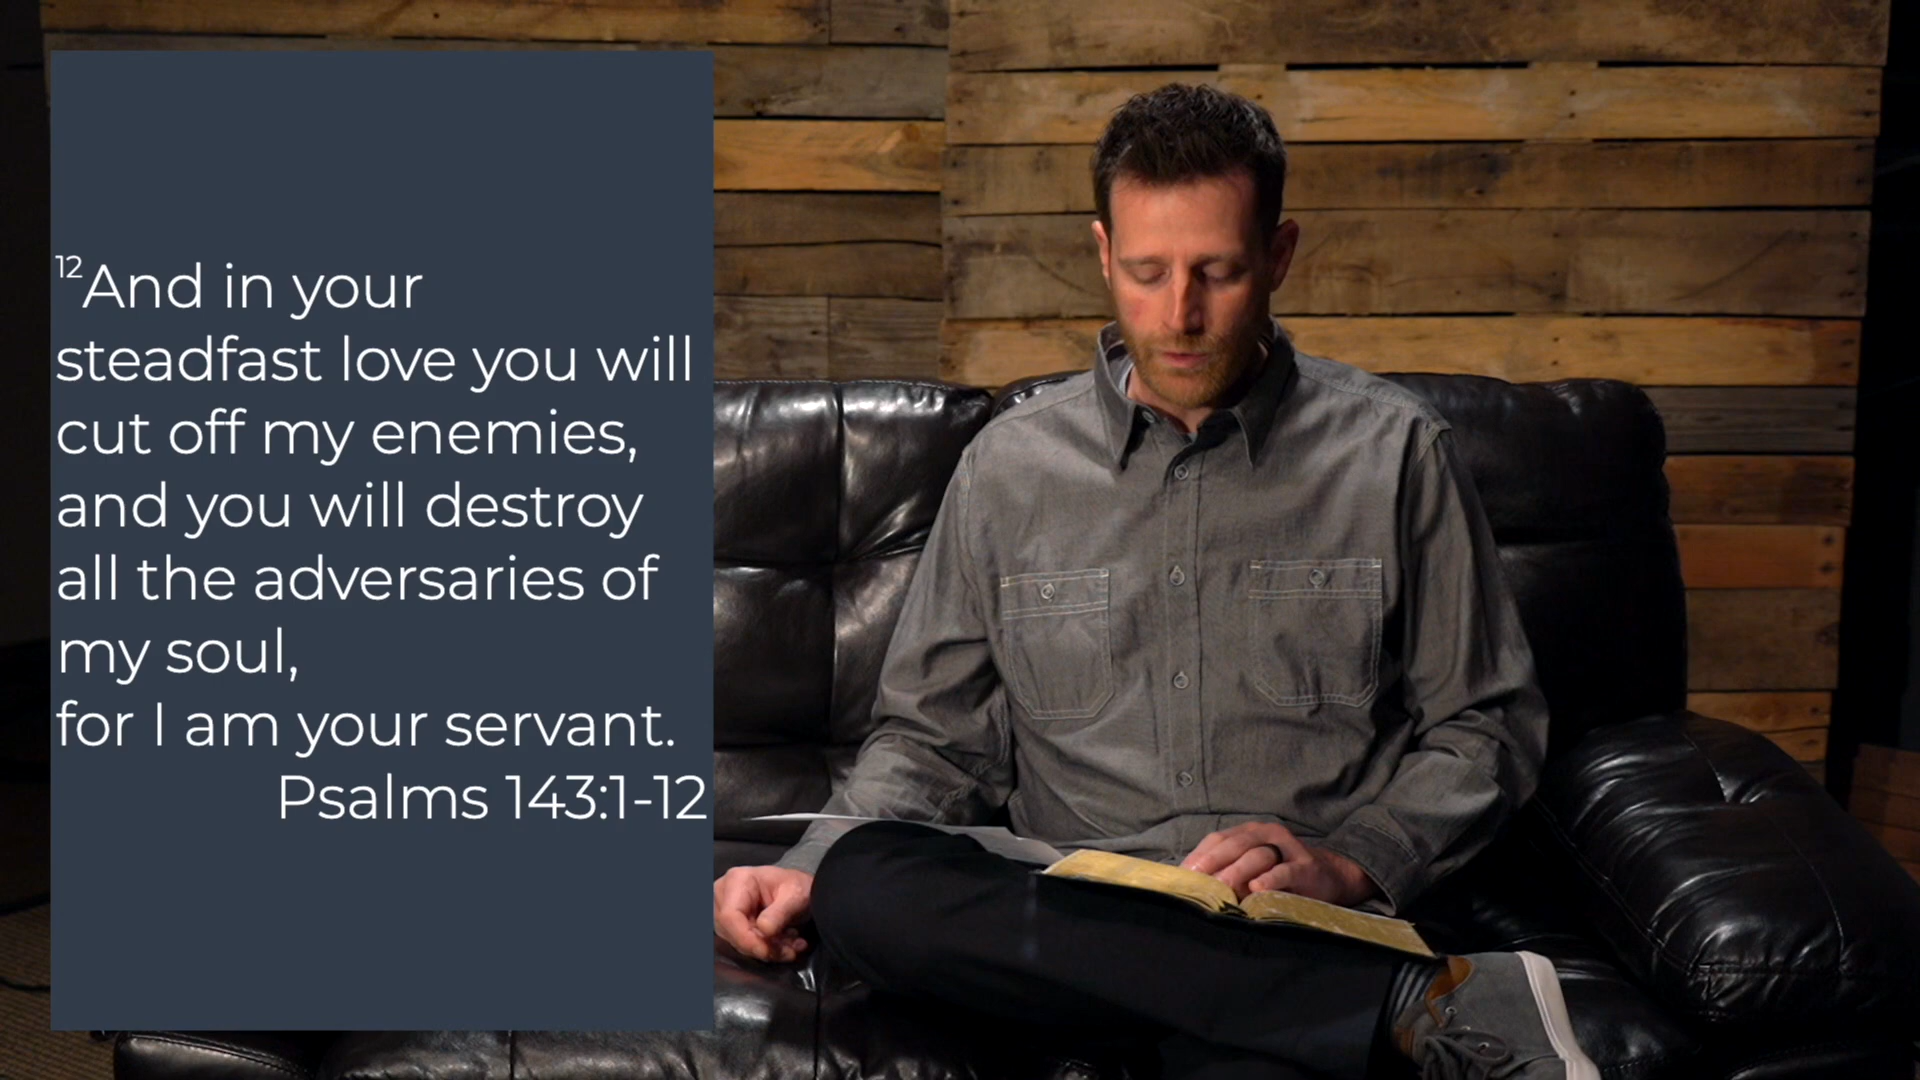 12And in your
steadfast love you will
cut off my enemies,
and you will destroy
all the adversaries of
my soul,
for I am your servant.
Psalms 143:1-12